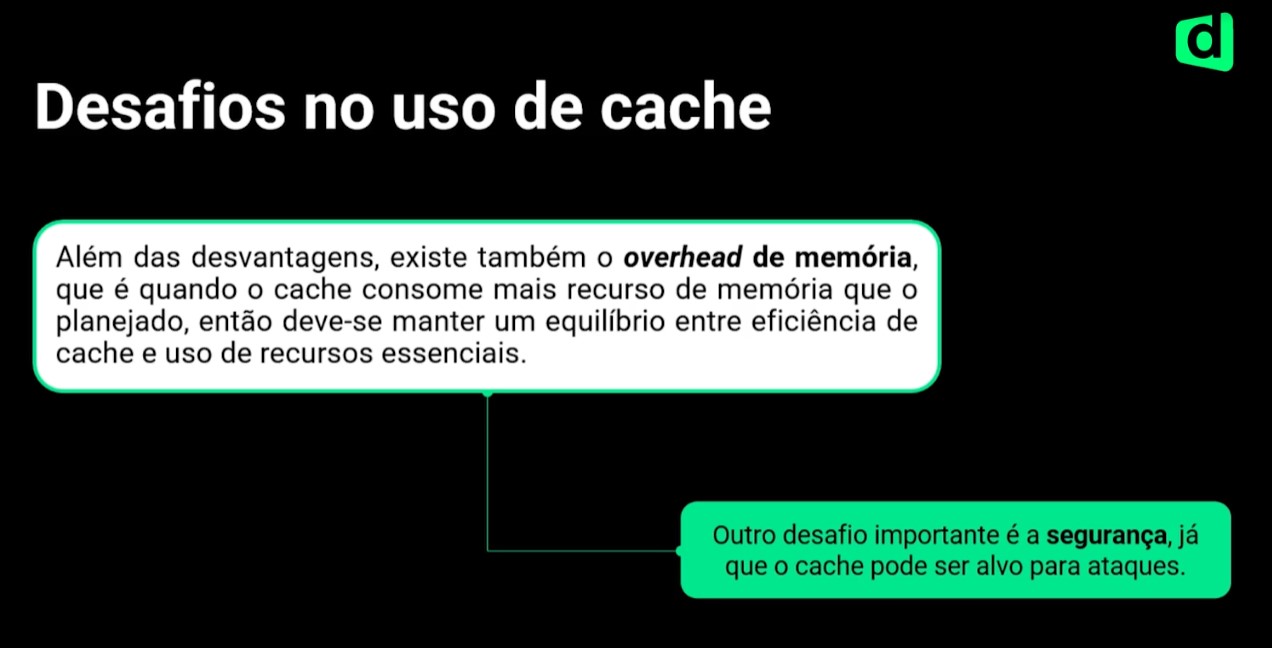 d
Desafios no uso de cache
Além das desvantagens, existe também o overhead de memória,
que é quando o cache consome mais recurso de memória que o
planejado, então deve-se manter um equilíbrio entre eficiência de
cache e uso de recursos essenciais.
Outro desafio importante é a segurança, já
que o cache pode ser alvo para ataques.